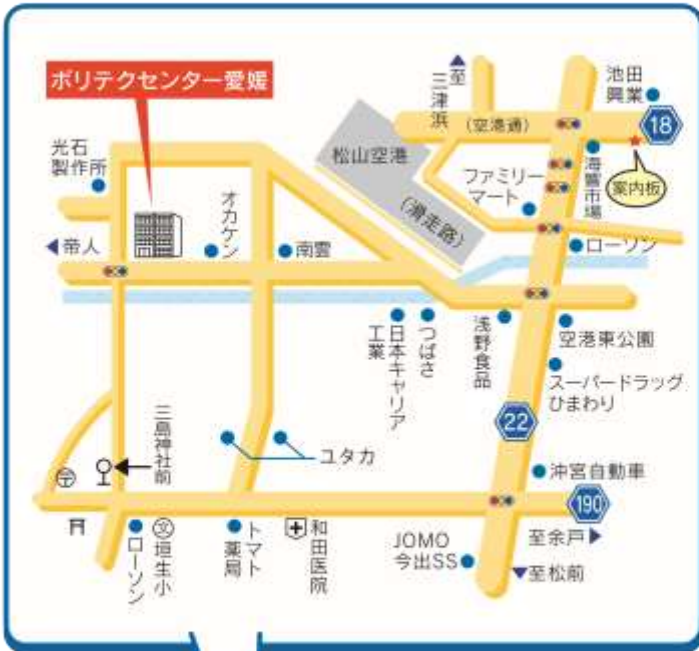 ポリテクセンター愛媛
至
三津浜
池田
興業
18
(空港通)
案内板
光石
製作所
松山空港
(滑走路)
ファミリー
マート
海鷺市場
オカケン
帝人
南雲
ローソン
日本キャリア
工業
つばさ
浅野食品
空港東公園
スーパードラッグ
ひまわり
22
三島神社前
ユタカ
沖宮自動車
190
〒
文
ローソン
垣生小
トマト
薬局
和田医院
JOMO
今出SS
至余戸
至松前